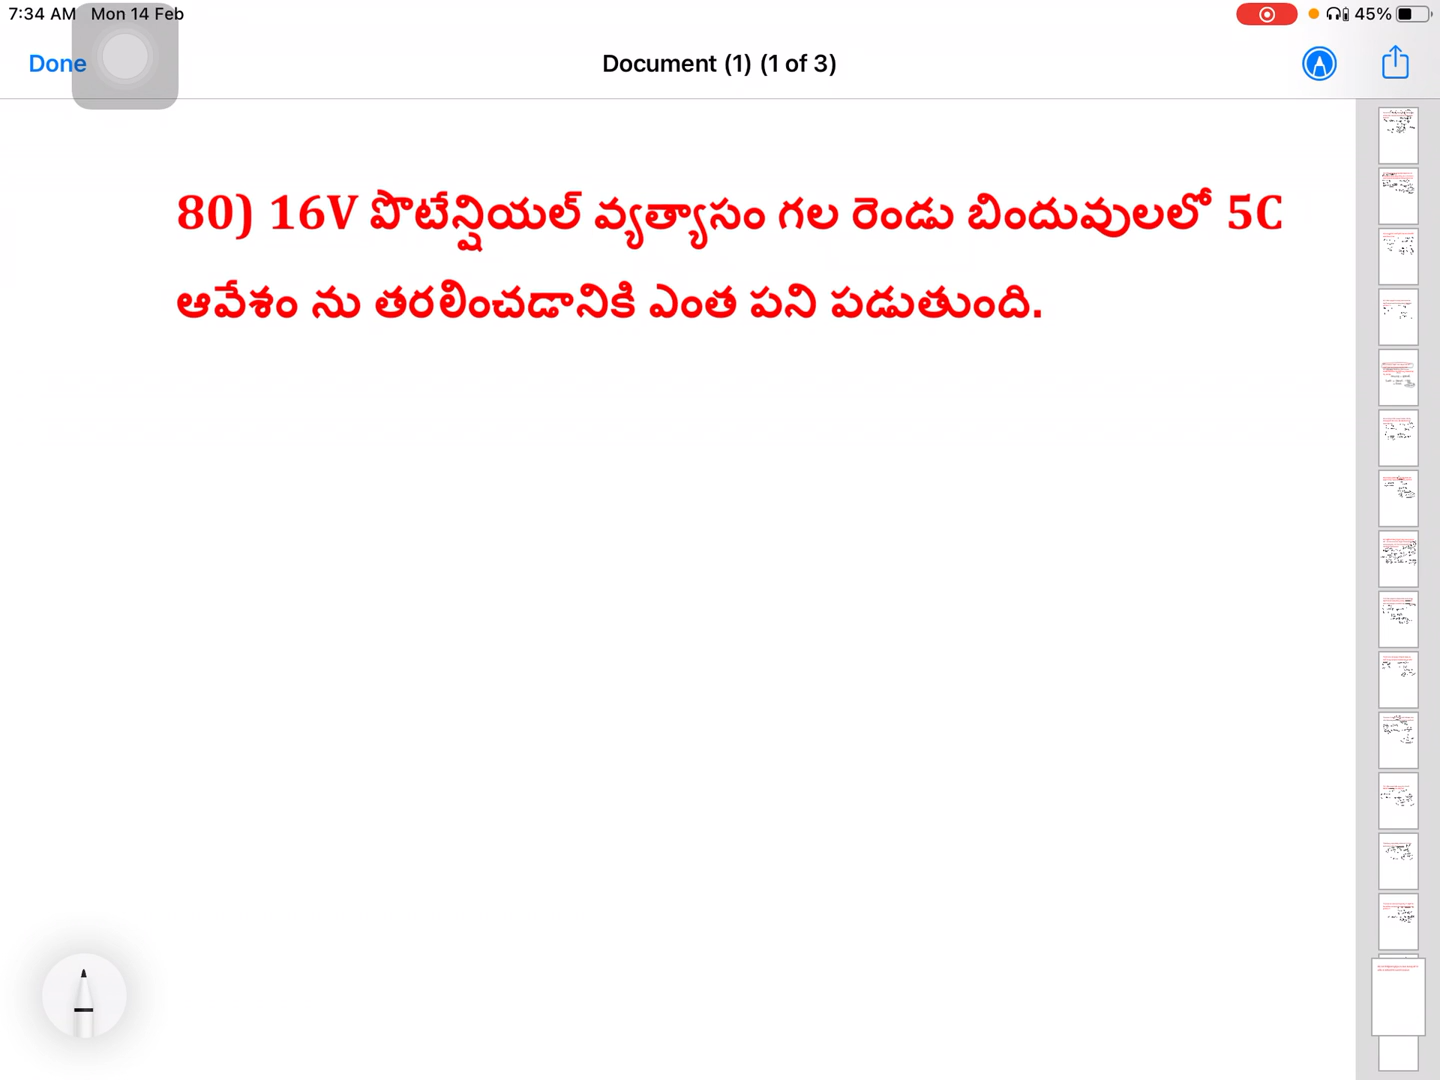 7:34 AM Mon 14 Feb 45%
Done Document (1) (1 of 3)
80) 16V పొటేన్షియల్ వ్యత్యాసం గల రెండు బిందువులలో 5C
ఆవేశం ను తరలించడానికి ఎంత పని పడుతుంది.